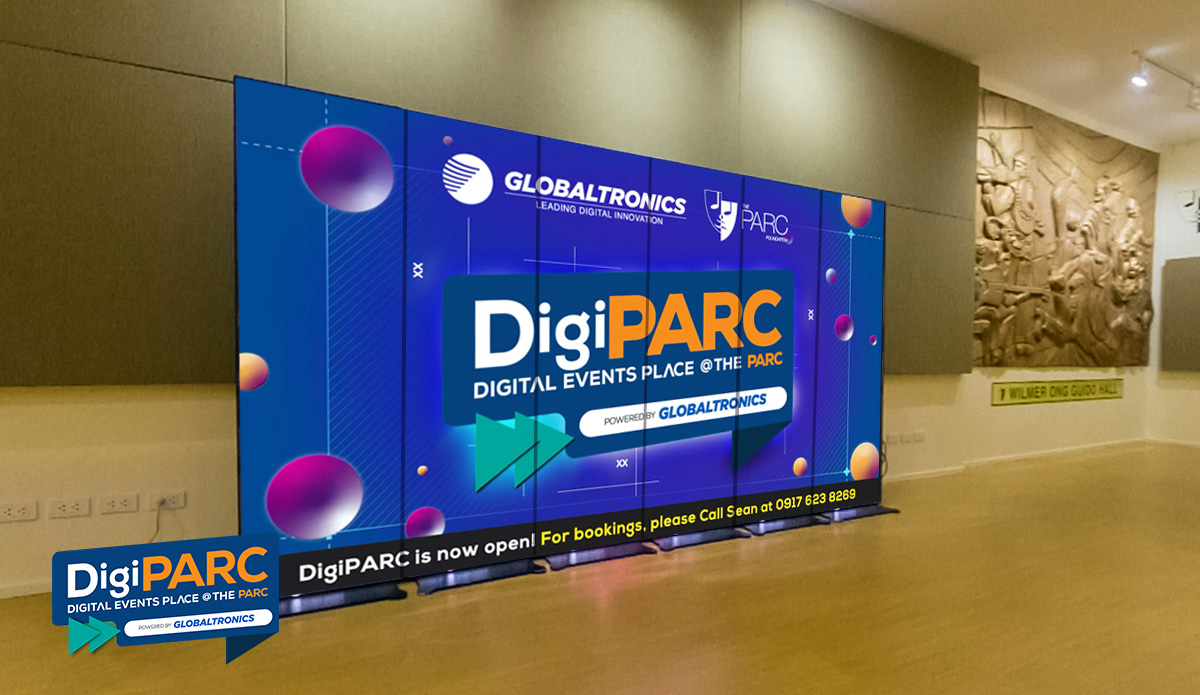 GLOBALTRONICS
LEADING DIGITAL INNOVATION
THE
PARC
FOUNDATION
XX
XX
DigiPARC
DIGITAL EVENTS PLACE @ THE PARC
POWERED BY GLOBALTRONICS
XX
DigiPARC is now open! For bookings, please Call Sean at 0917 623 8269
WILMER ONG GUIDO HALL
DigiPARC
DIGITAL EVENTS PLACE @ THE PARC
POWERED BY GLOBALTRONICS